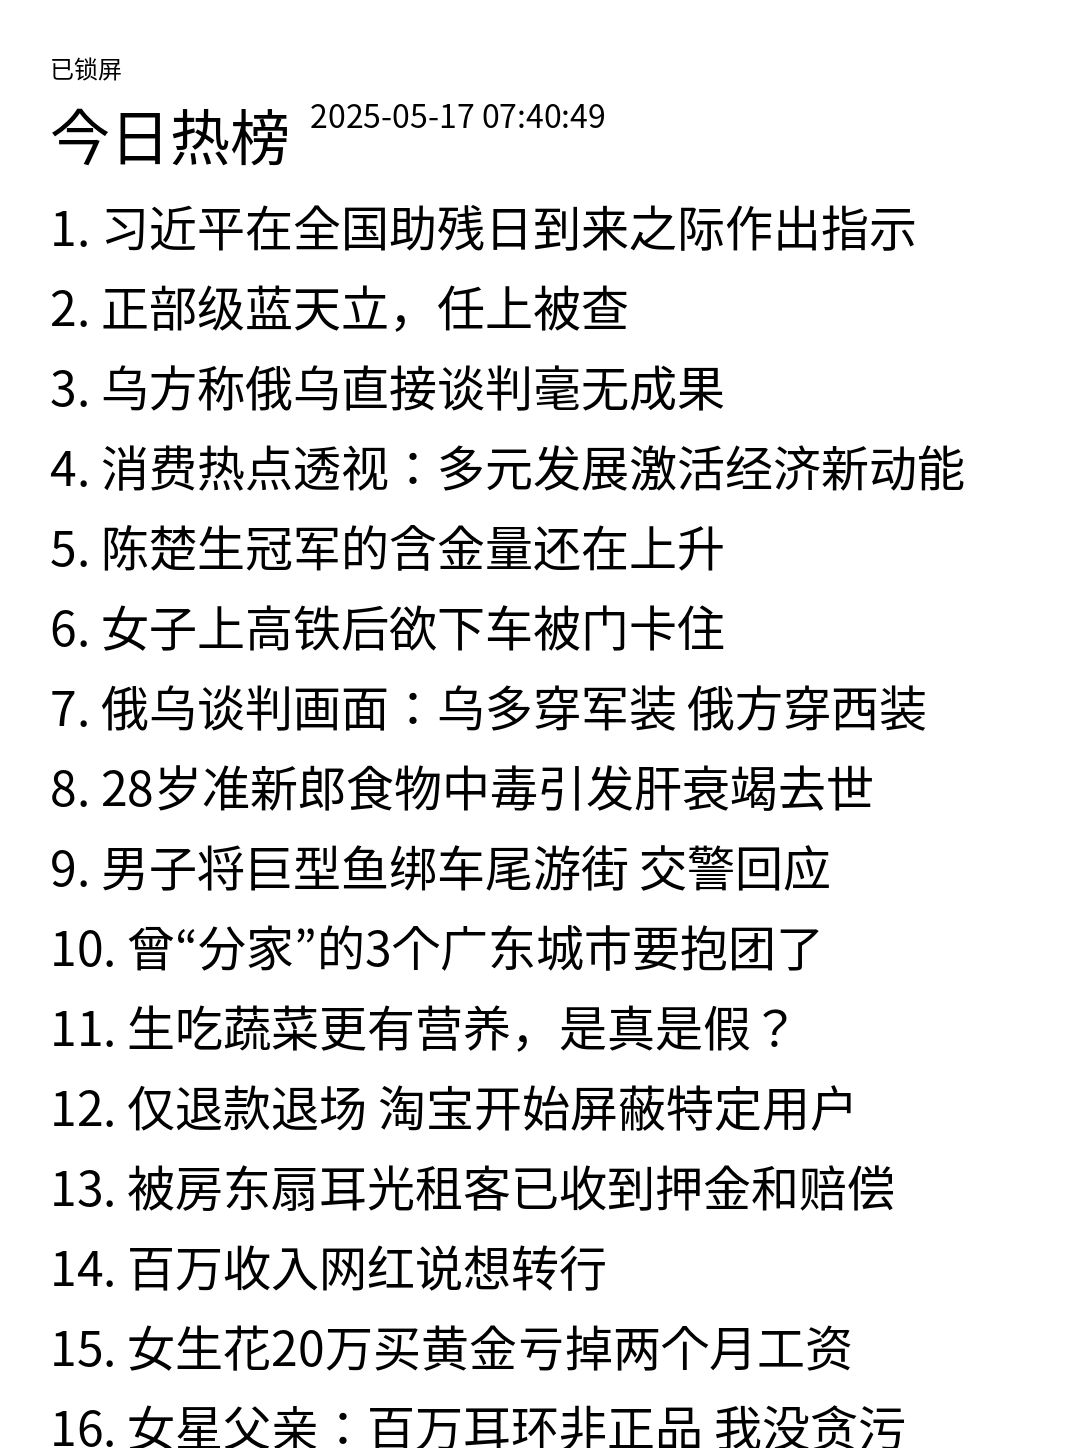 已锁屏
今日热榜 2025-05-17 07:40:49
1. 习近平在全国助残日到来之际作出指示
2. 正部级蓝天立，任上被查
3. 乌方称俄乌直接谈判毫无成果
4. 消费热点透视：多元发展激活经济新动能
5. 陈楚生冠军的含金量还在上升
6. 女子上高铁后欲下车被门卡住
7. 俄乌谈判画面：乌多穿军装 俄方穿西装
8. 28岁准新郎食物中毒引发肝衰竭去世
9. 男子将巨型鱼绑车尾游街 交警回应
10. 曾“分家”的3个广东城市要抱团了
11. 生吃蔬菜更有营养，是真是假？
12. 仅退款退场 淘宝开始屏蔽特定用户
13. 被房东扇耳光租客已收到押金和赔偿
14. 百万收入网红说想转行
15. 女生花20万买黄金亏掉两个月工资
16. 女星父亲：百万耳环非正品 我没贪污